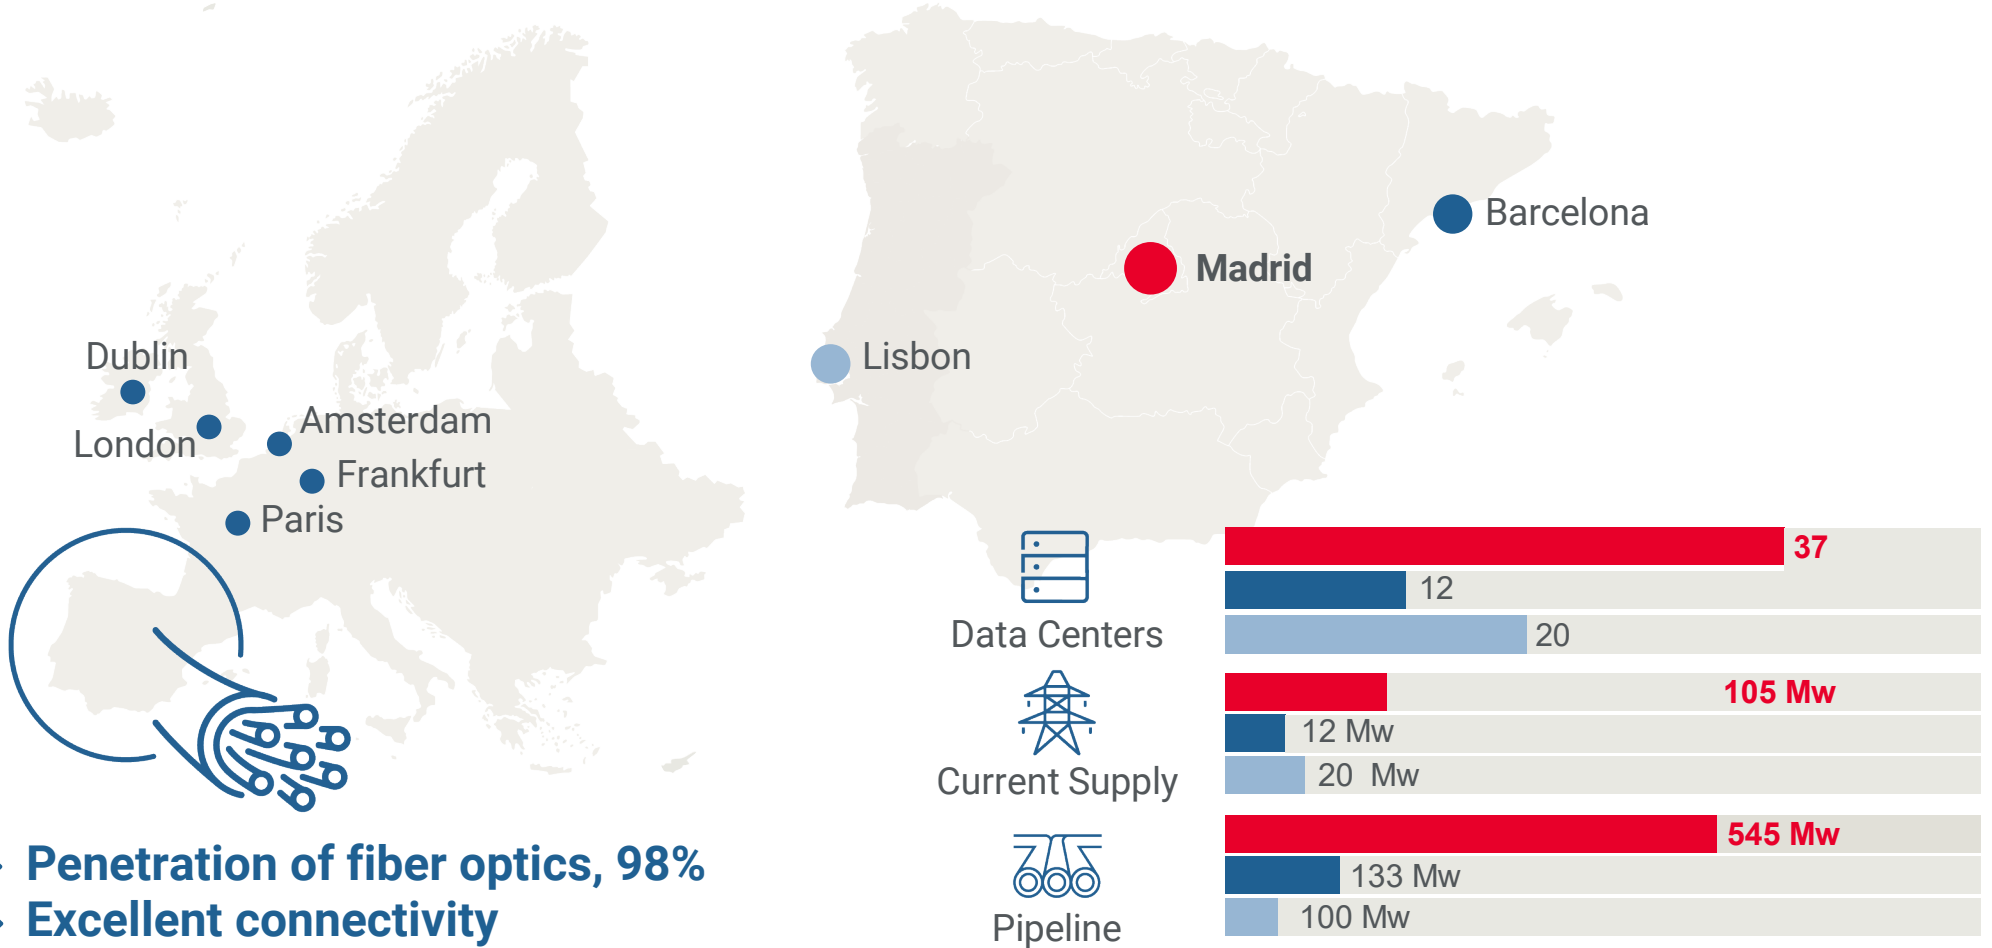 Dublin
London
Amsterdam
Frankfurt
Paris
Penetration of fiber optics, 98%
Excellent connectivity
Barcelona
Madrid
Lisbon
Data Centers
37
12
20
Current Supply
105 Mw
12 Mw
20 Mw
Pipeline
545 Mw
133 Mw
100 Mw